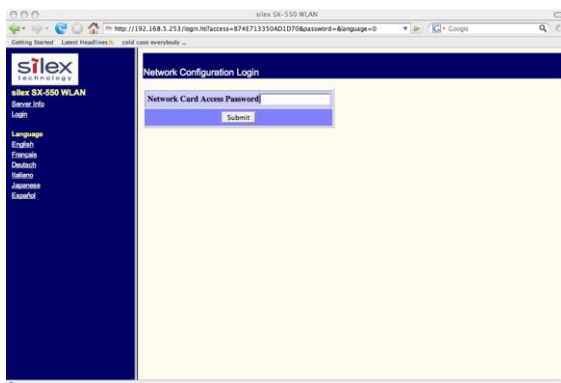 silex SX-550 WLAN
http://192.168.5.253/login.htl?access=874E713350AD1D70&password=&language=0
Google
Getting Started Latest Headlines cold case everybody ...
silex
technology
silex SX-550 WLAN
Server Info
Login
Language
English
Français
Deutsch
Italiano
Japanese
Español
Network Configuration Login
Network Card Access Password
Submit